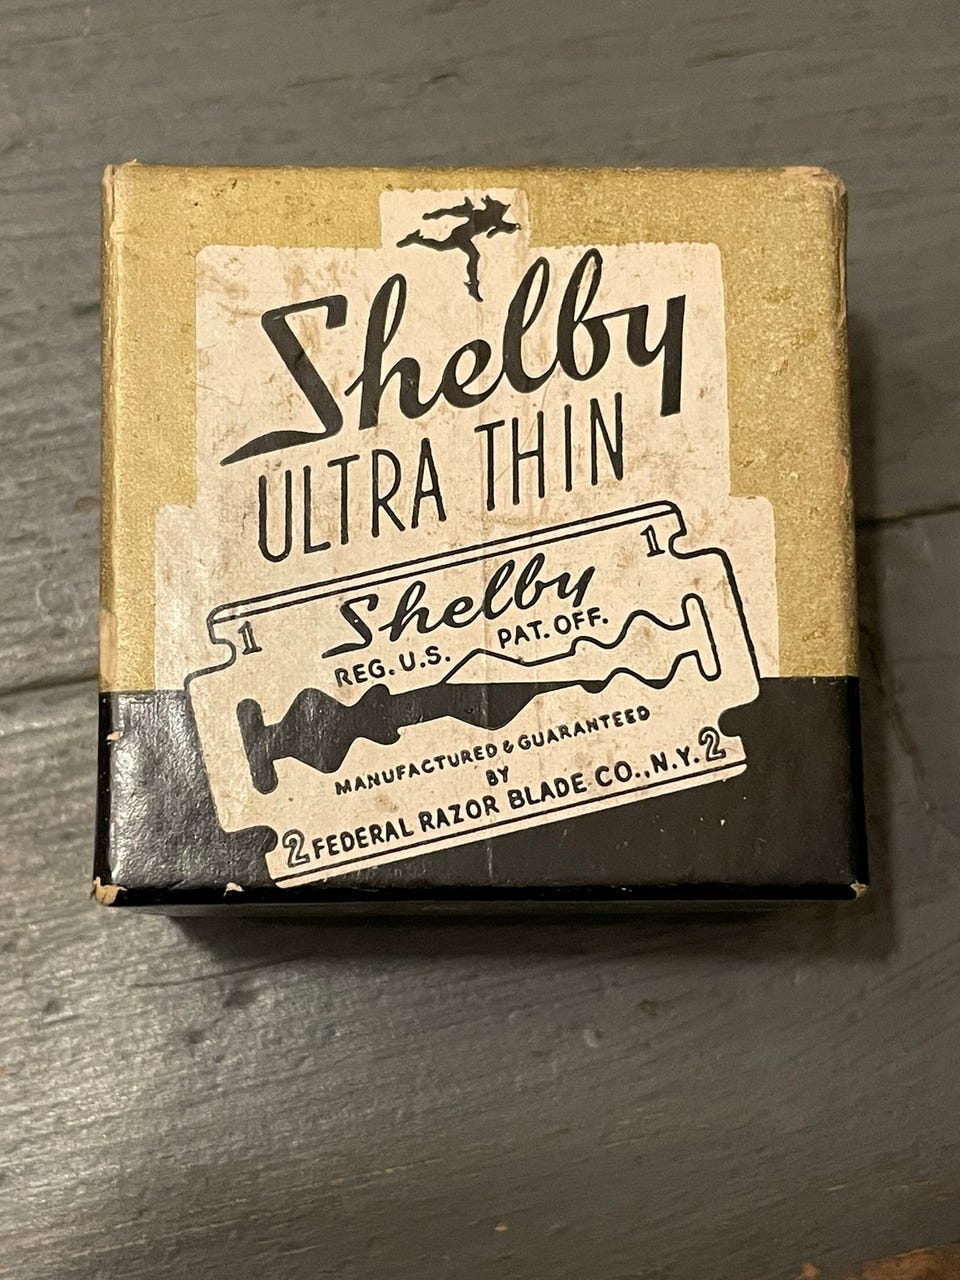 Shelby
ULTRA THIN
1
1
Shelby
REG. U.S. PAT. OFF.
MANUFACTURED & GUARANTEED
BY
2 FEDERAL RAZOR BLADE CO., N.Y. 2